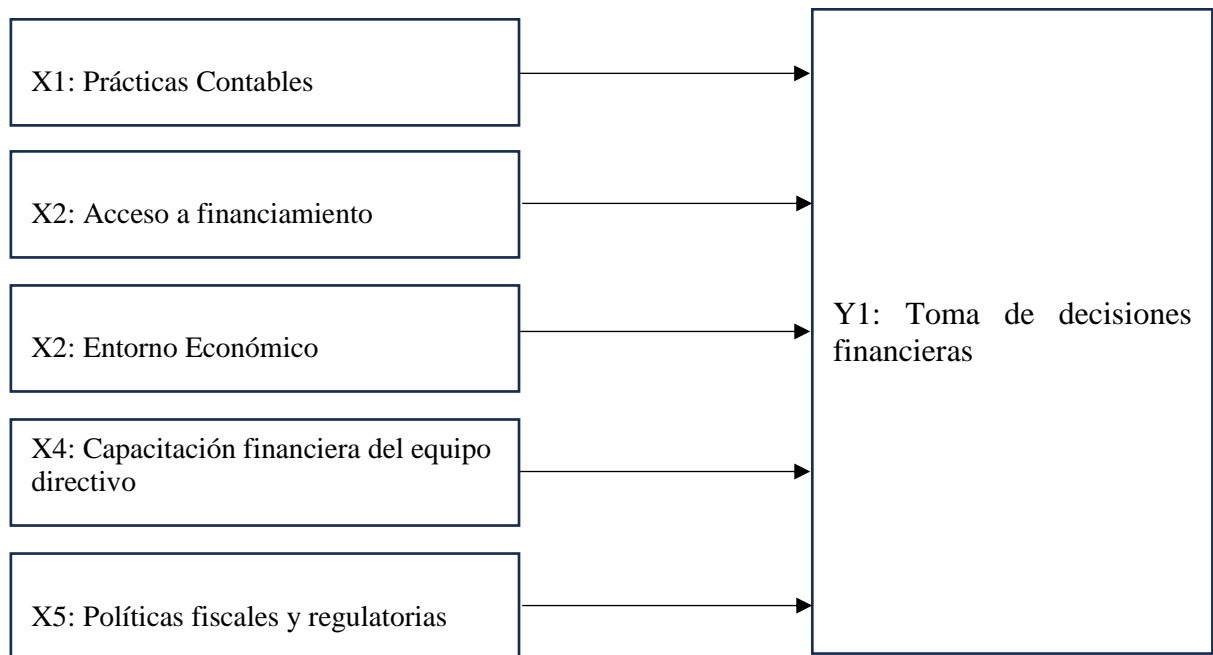 X1: Prácticas Contables
X2: Acceso a financiamiento
X2: Entorno Económico
X4: Capacitación financiera del equipo
directivo
X5: Políticas fiscales y regulatorias
Y1: Toma de decisiones
financieras